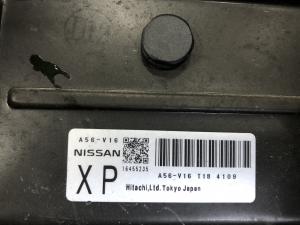 A56-V16
NISSAN
16455235
A56-V16 T18 4109
XP
Hitachi,Ltd.Tokyo Japan